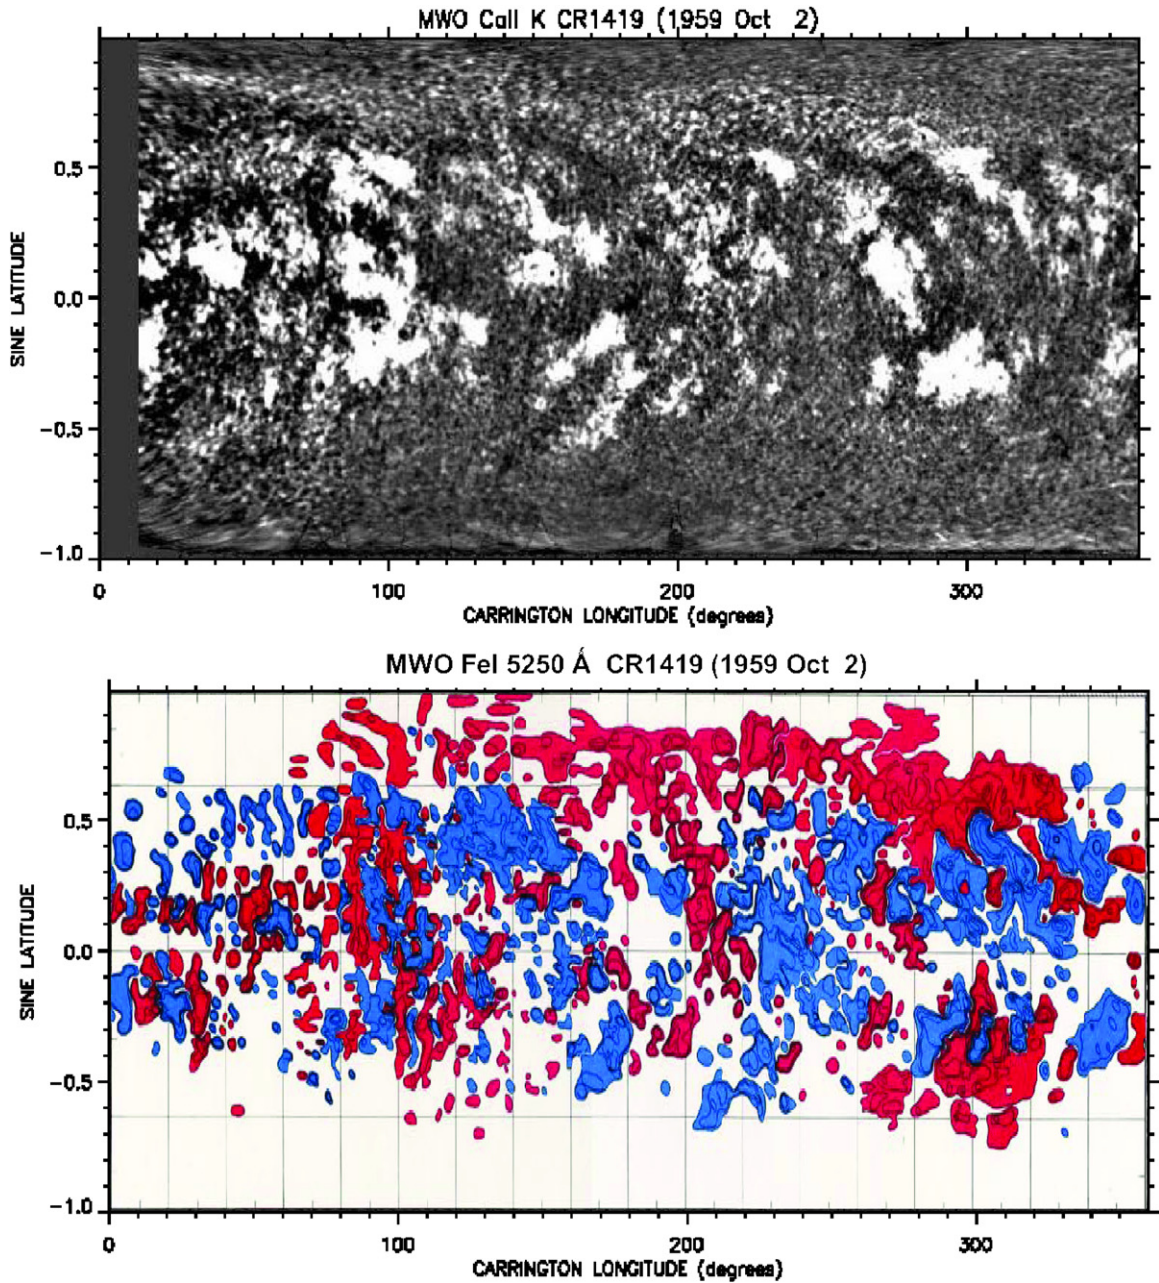 MWO CaII K CR1419 (1959 Oct 2)
0.5
0.0
−0.5
−1.0
SINE LATITUDE
0 100 200 300
CARRINGTON LONGITUDE (degrees)
MWO FeI 5250 Å CR1419 (1959 Oct 2)
0.5
0.0
−0.5
−1.0
SINE LATITUDE
0 100 200 300
CARRINGTON LONGITUDE (degrees)